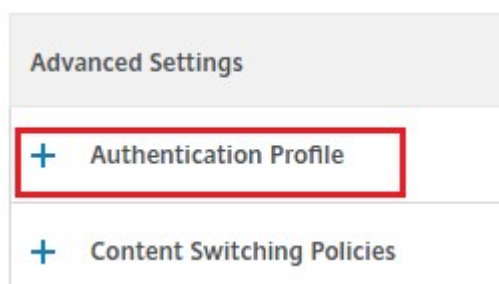 Advanced Settings
+ Authentication Profile
+ Content Switching Policies